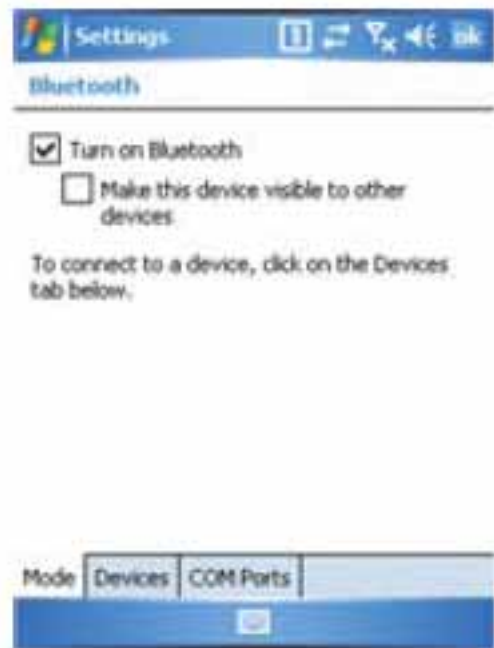 Settings ok
Bluetooth
Turn on Bluetooth
Make this device visible to other
devices
To connect to a device, click on the Devices
tab below.
Mode Devices COM Ports